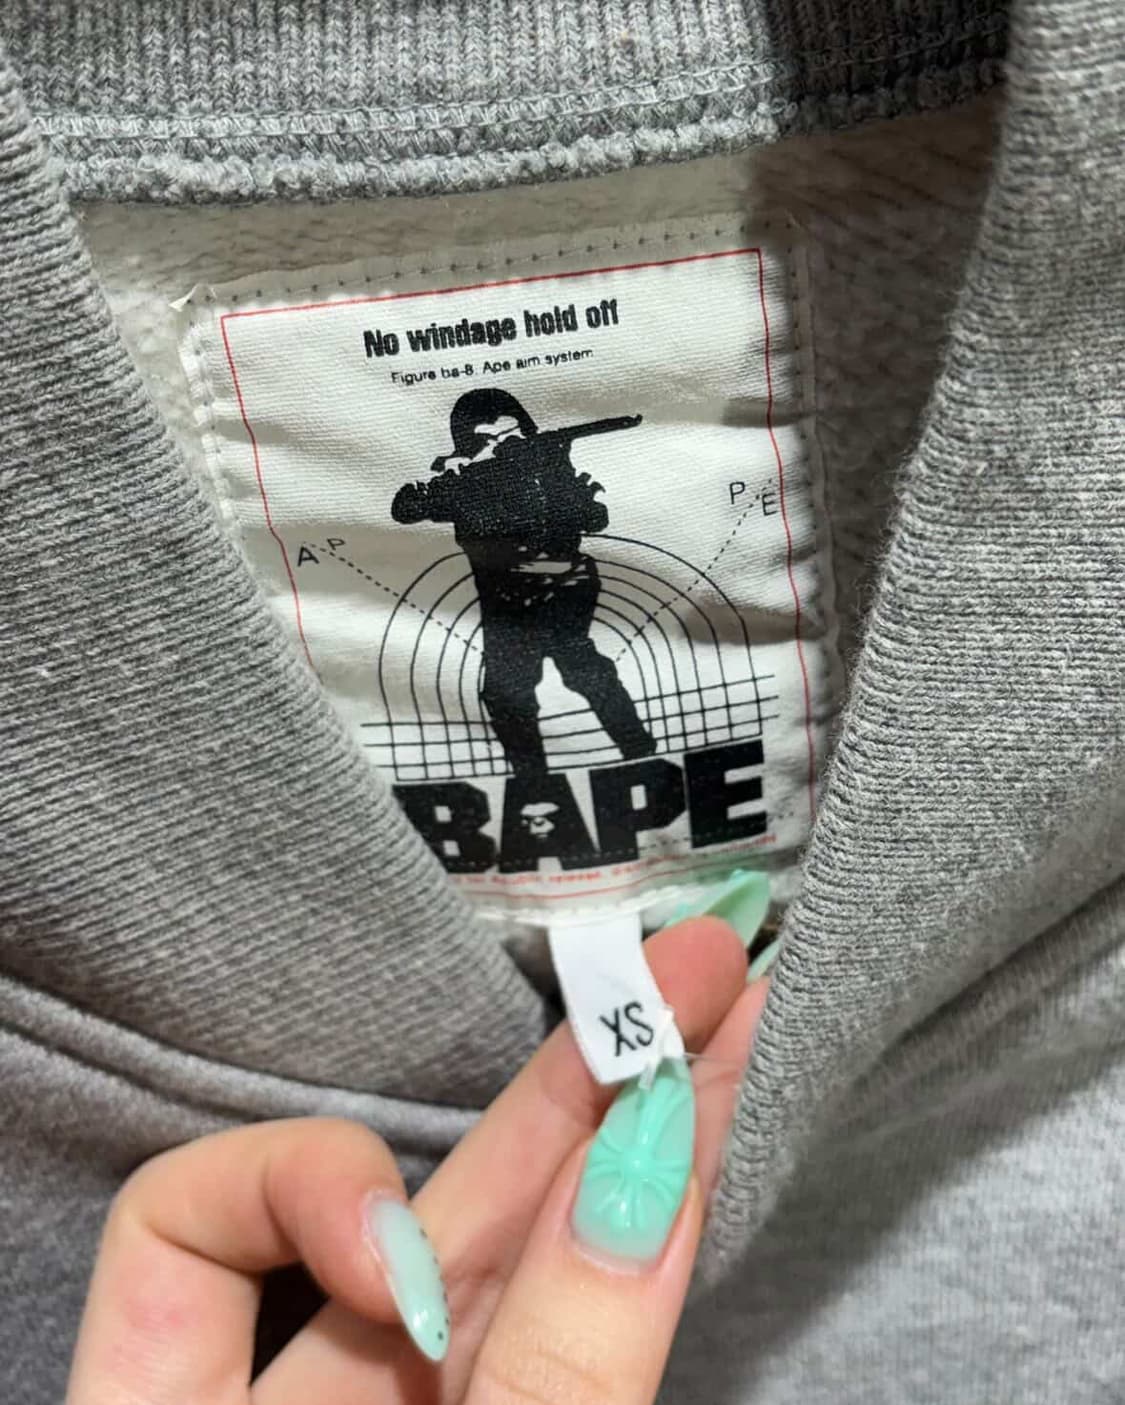 No windage hold off
Figure ba-8. Ape aim system
P E
A P
BAPE
XS